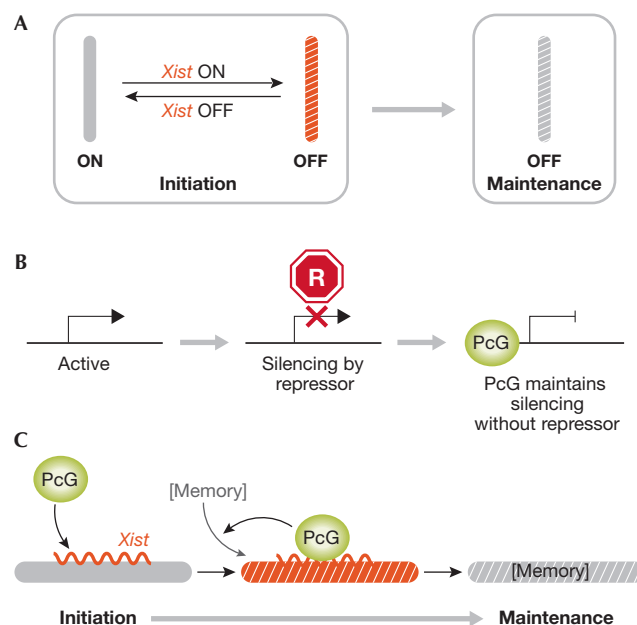 A
Xist ON
Xist OFF
ON
OFF
OFF
Initiation
Maintenance
B
R
Active
Silencing by
repressor
PcG
PcG maintains
silencing
without repressor
C
PcG
[Memory]
Xist
PcG
[Memory]
Initiation
Maintenance